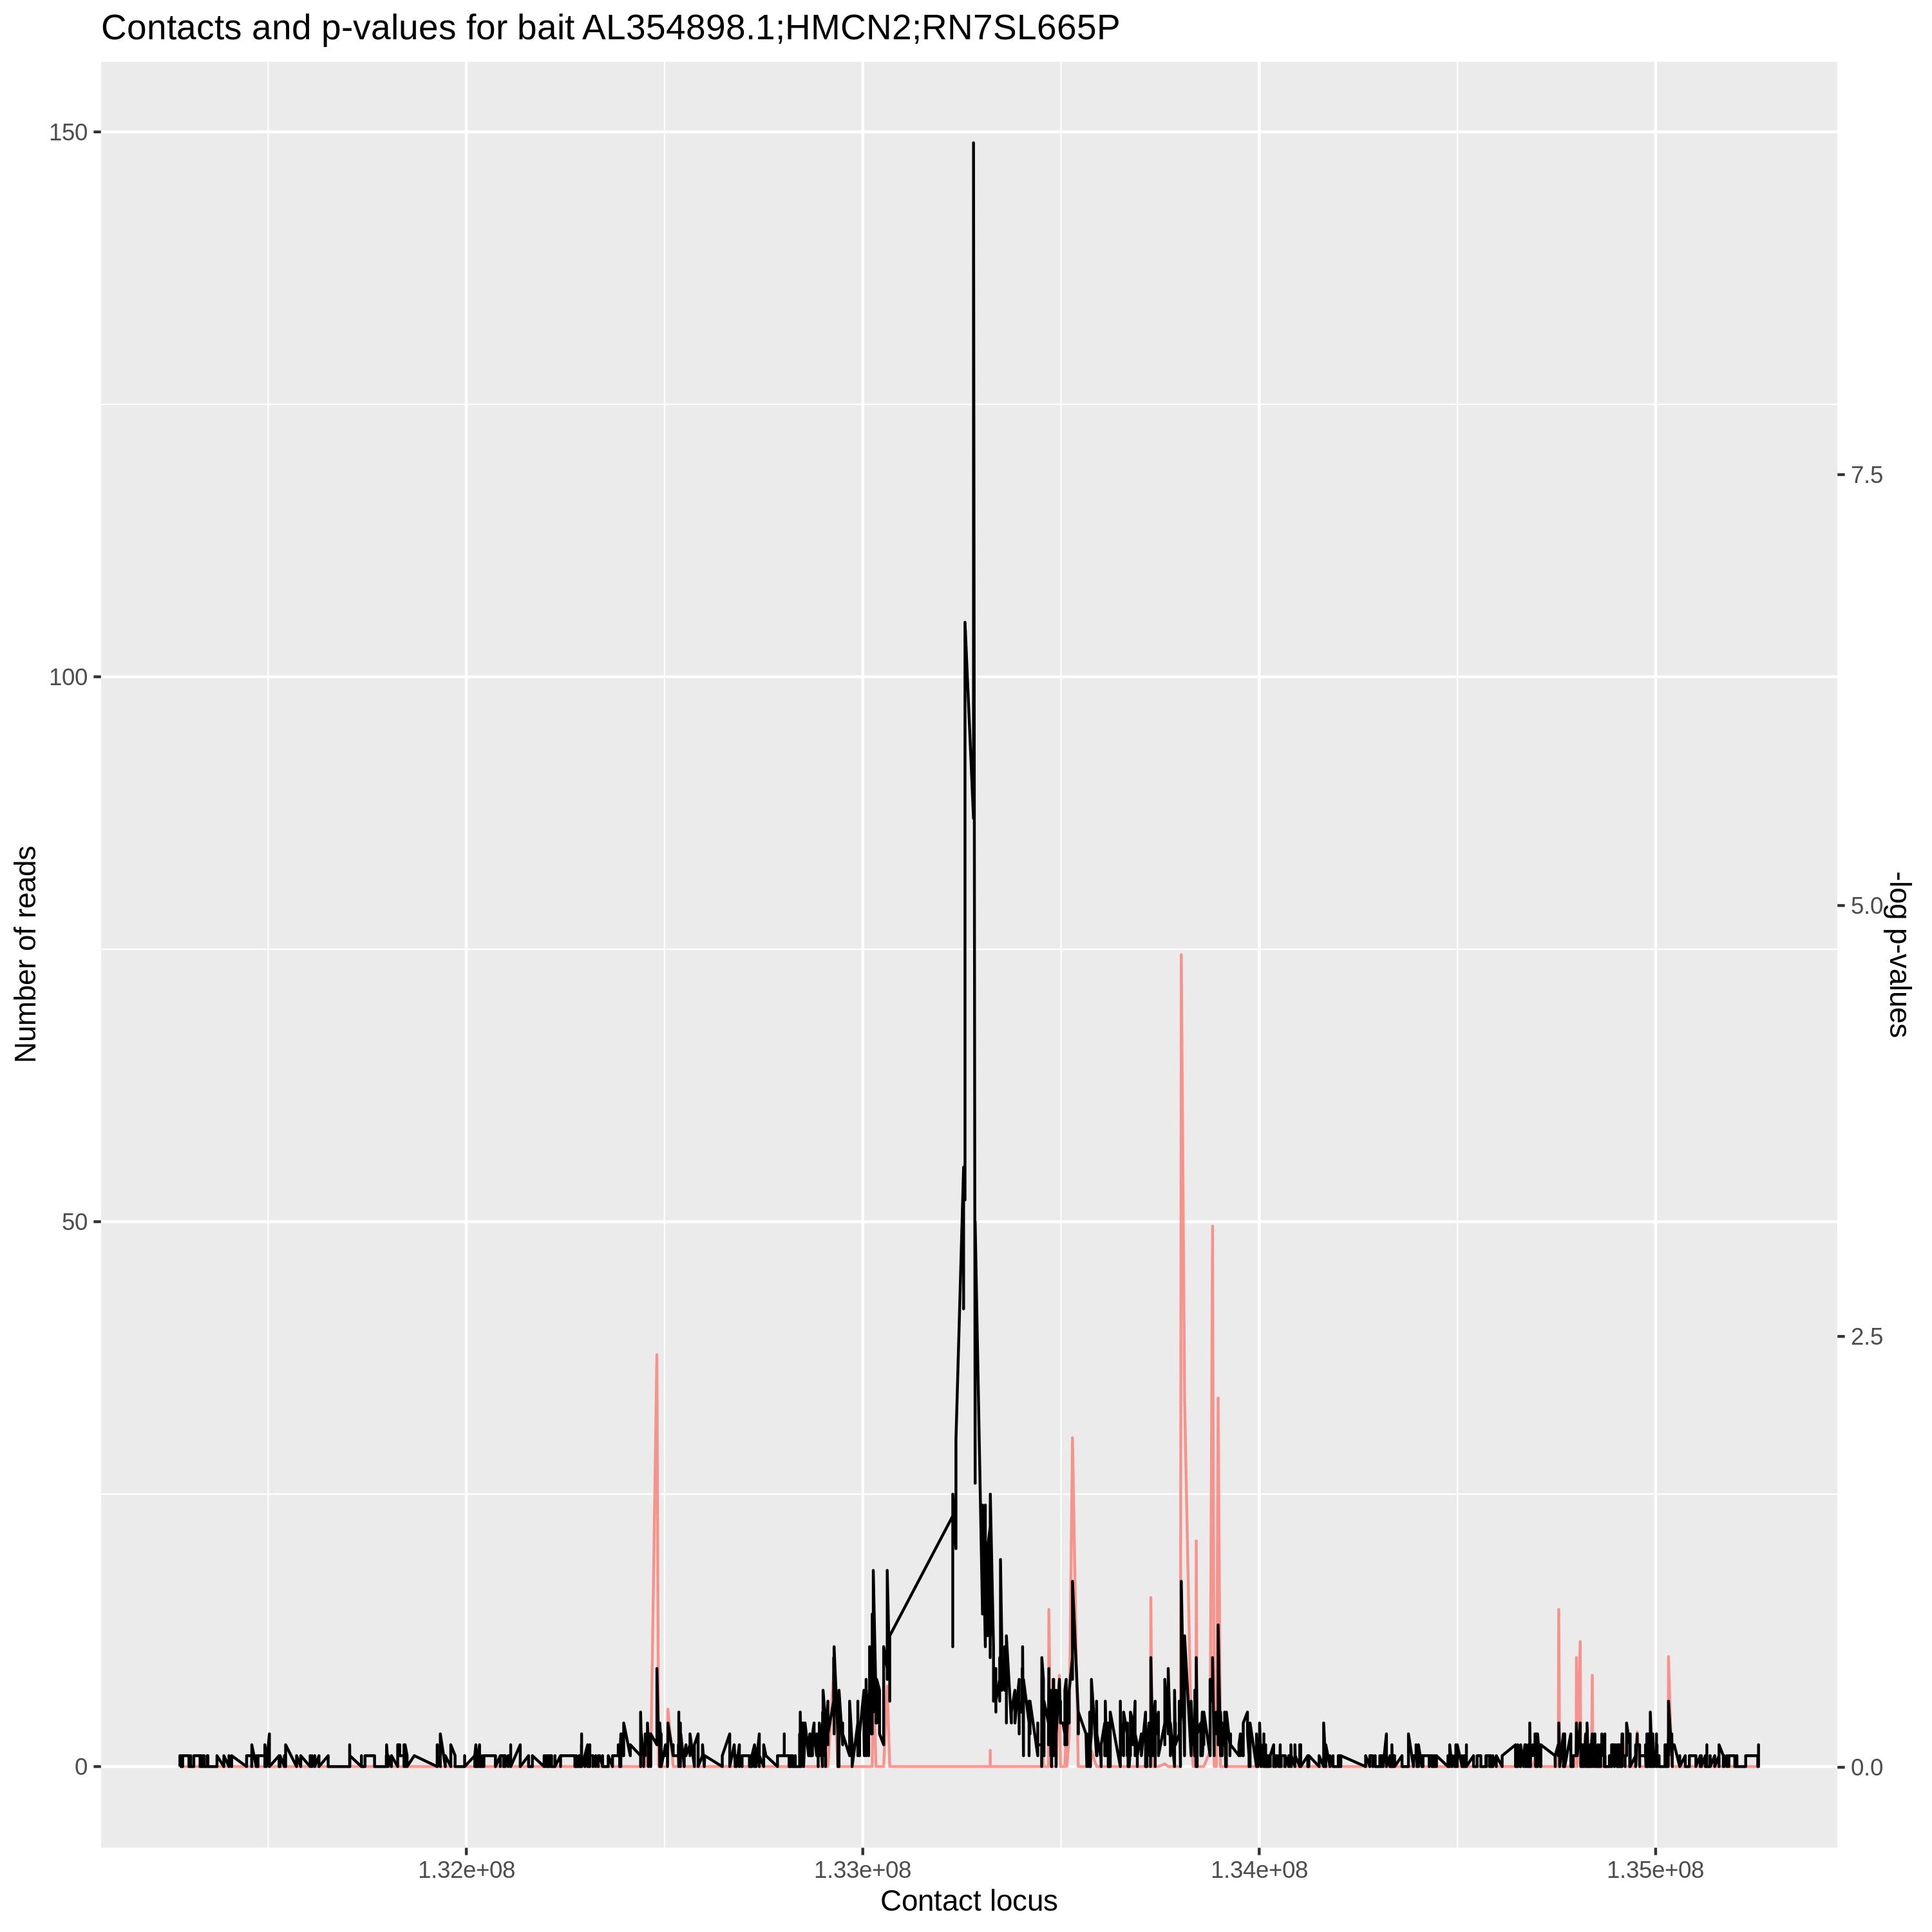 Contacts and p-values for bait AL354898.1;HMCN2;RN7SL665P
150
100
50
0
Number of reads
7.5
5.0
2.5
0.0
-log p-values
1.32e+08
1.33e+08
1.34e+08
1.35e+08
Contact locus